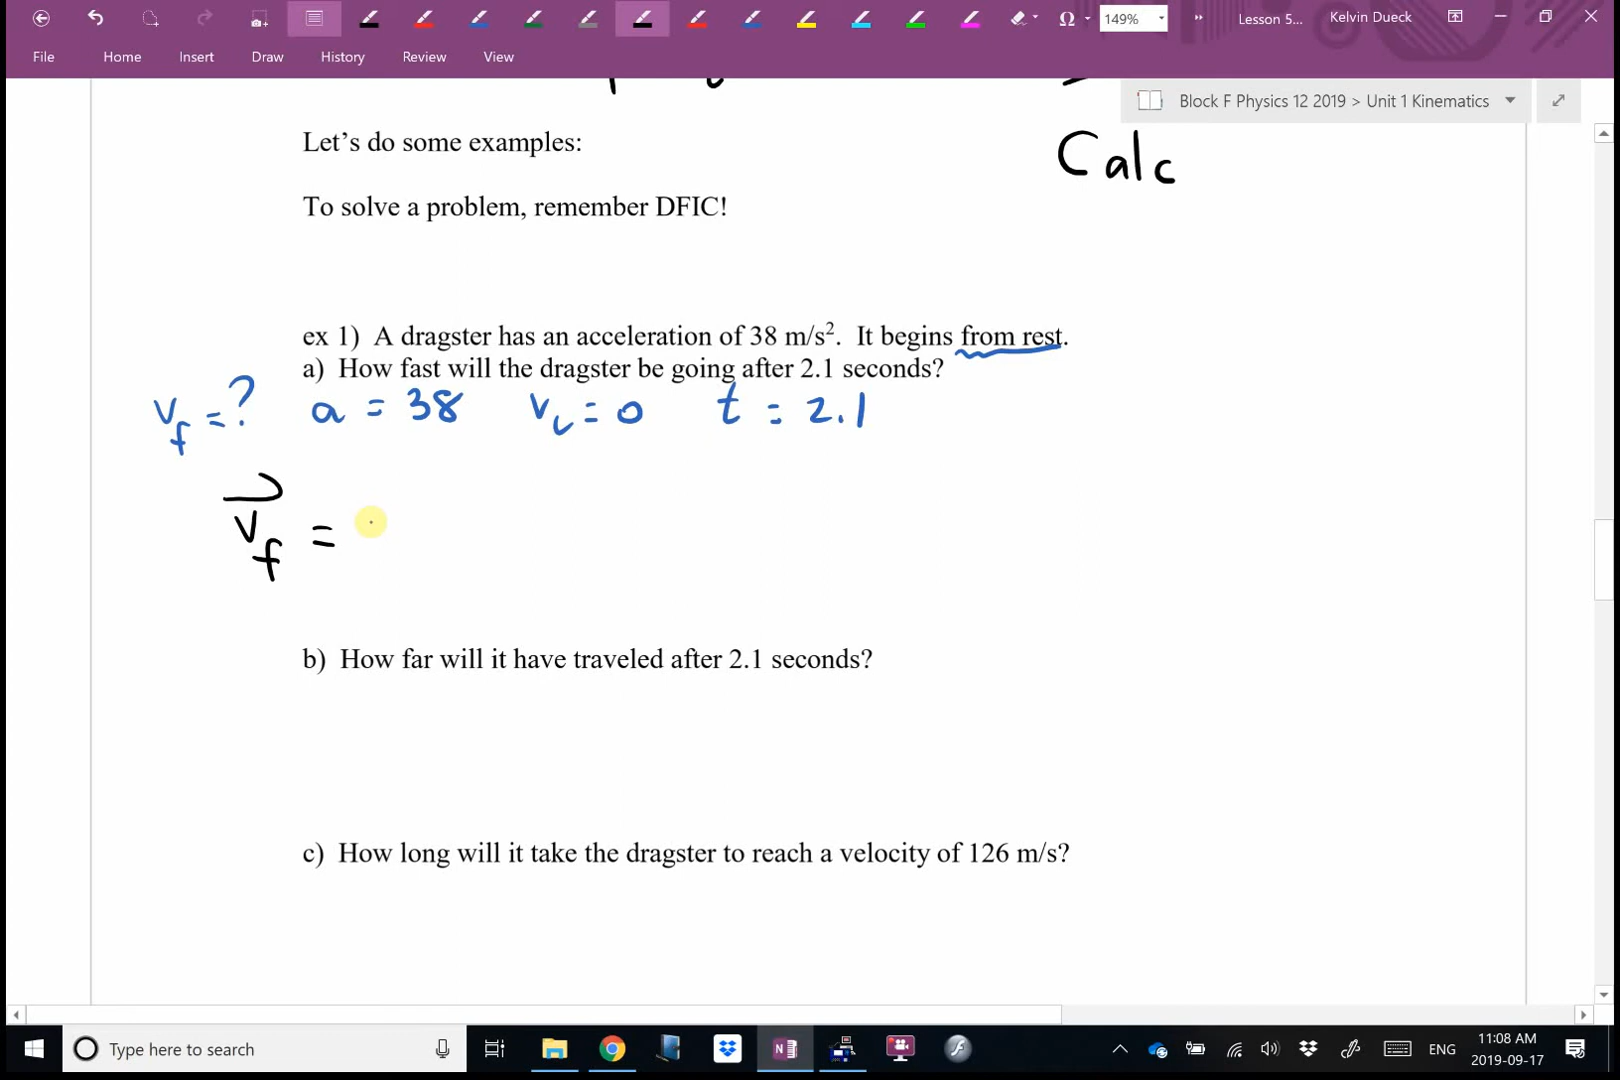 149% Lesson 5... Kelvin Dueck
File Home Insert Draw History Review View
Block F Physics 12 2019 > Unit 1 Kinematics
Calc
Let's do some examples:
To solve a problem, remember DFIC!
ex 1) A dragster has an acceleration of 38 m/s². It begins from rest.
a) How fast will the dragster be going after 2.1 seconds?
v_f = ? a = 38 v_i = 0 t = 2.1
v⃗_f =
b) How far will it have traveled after 2.1 seconds?
c) How long will it take the dragster to reach a velocity of 126 m/s?
Type here to search ENG 11:08 AM
2019-09-17